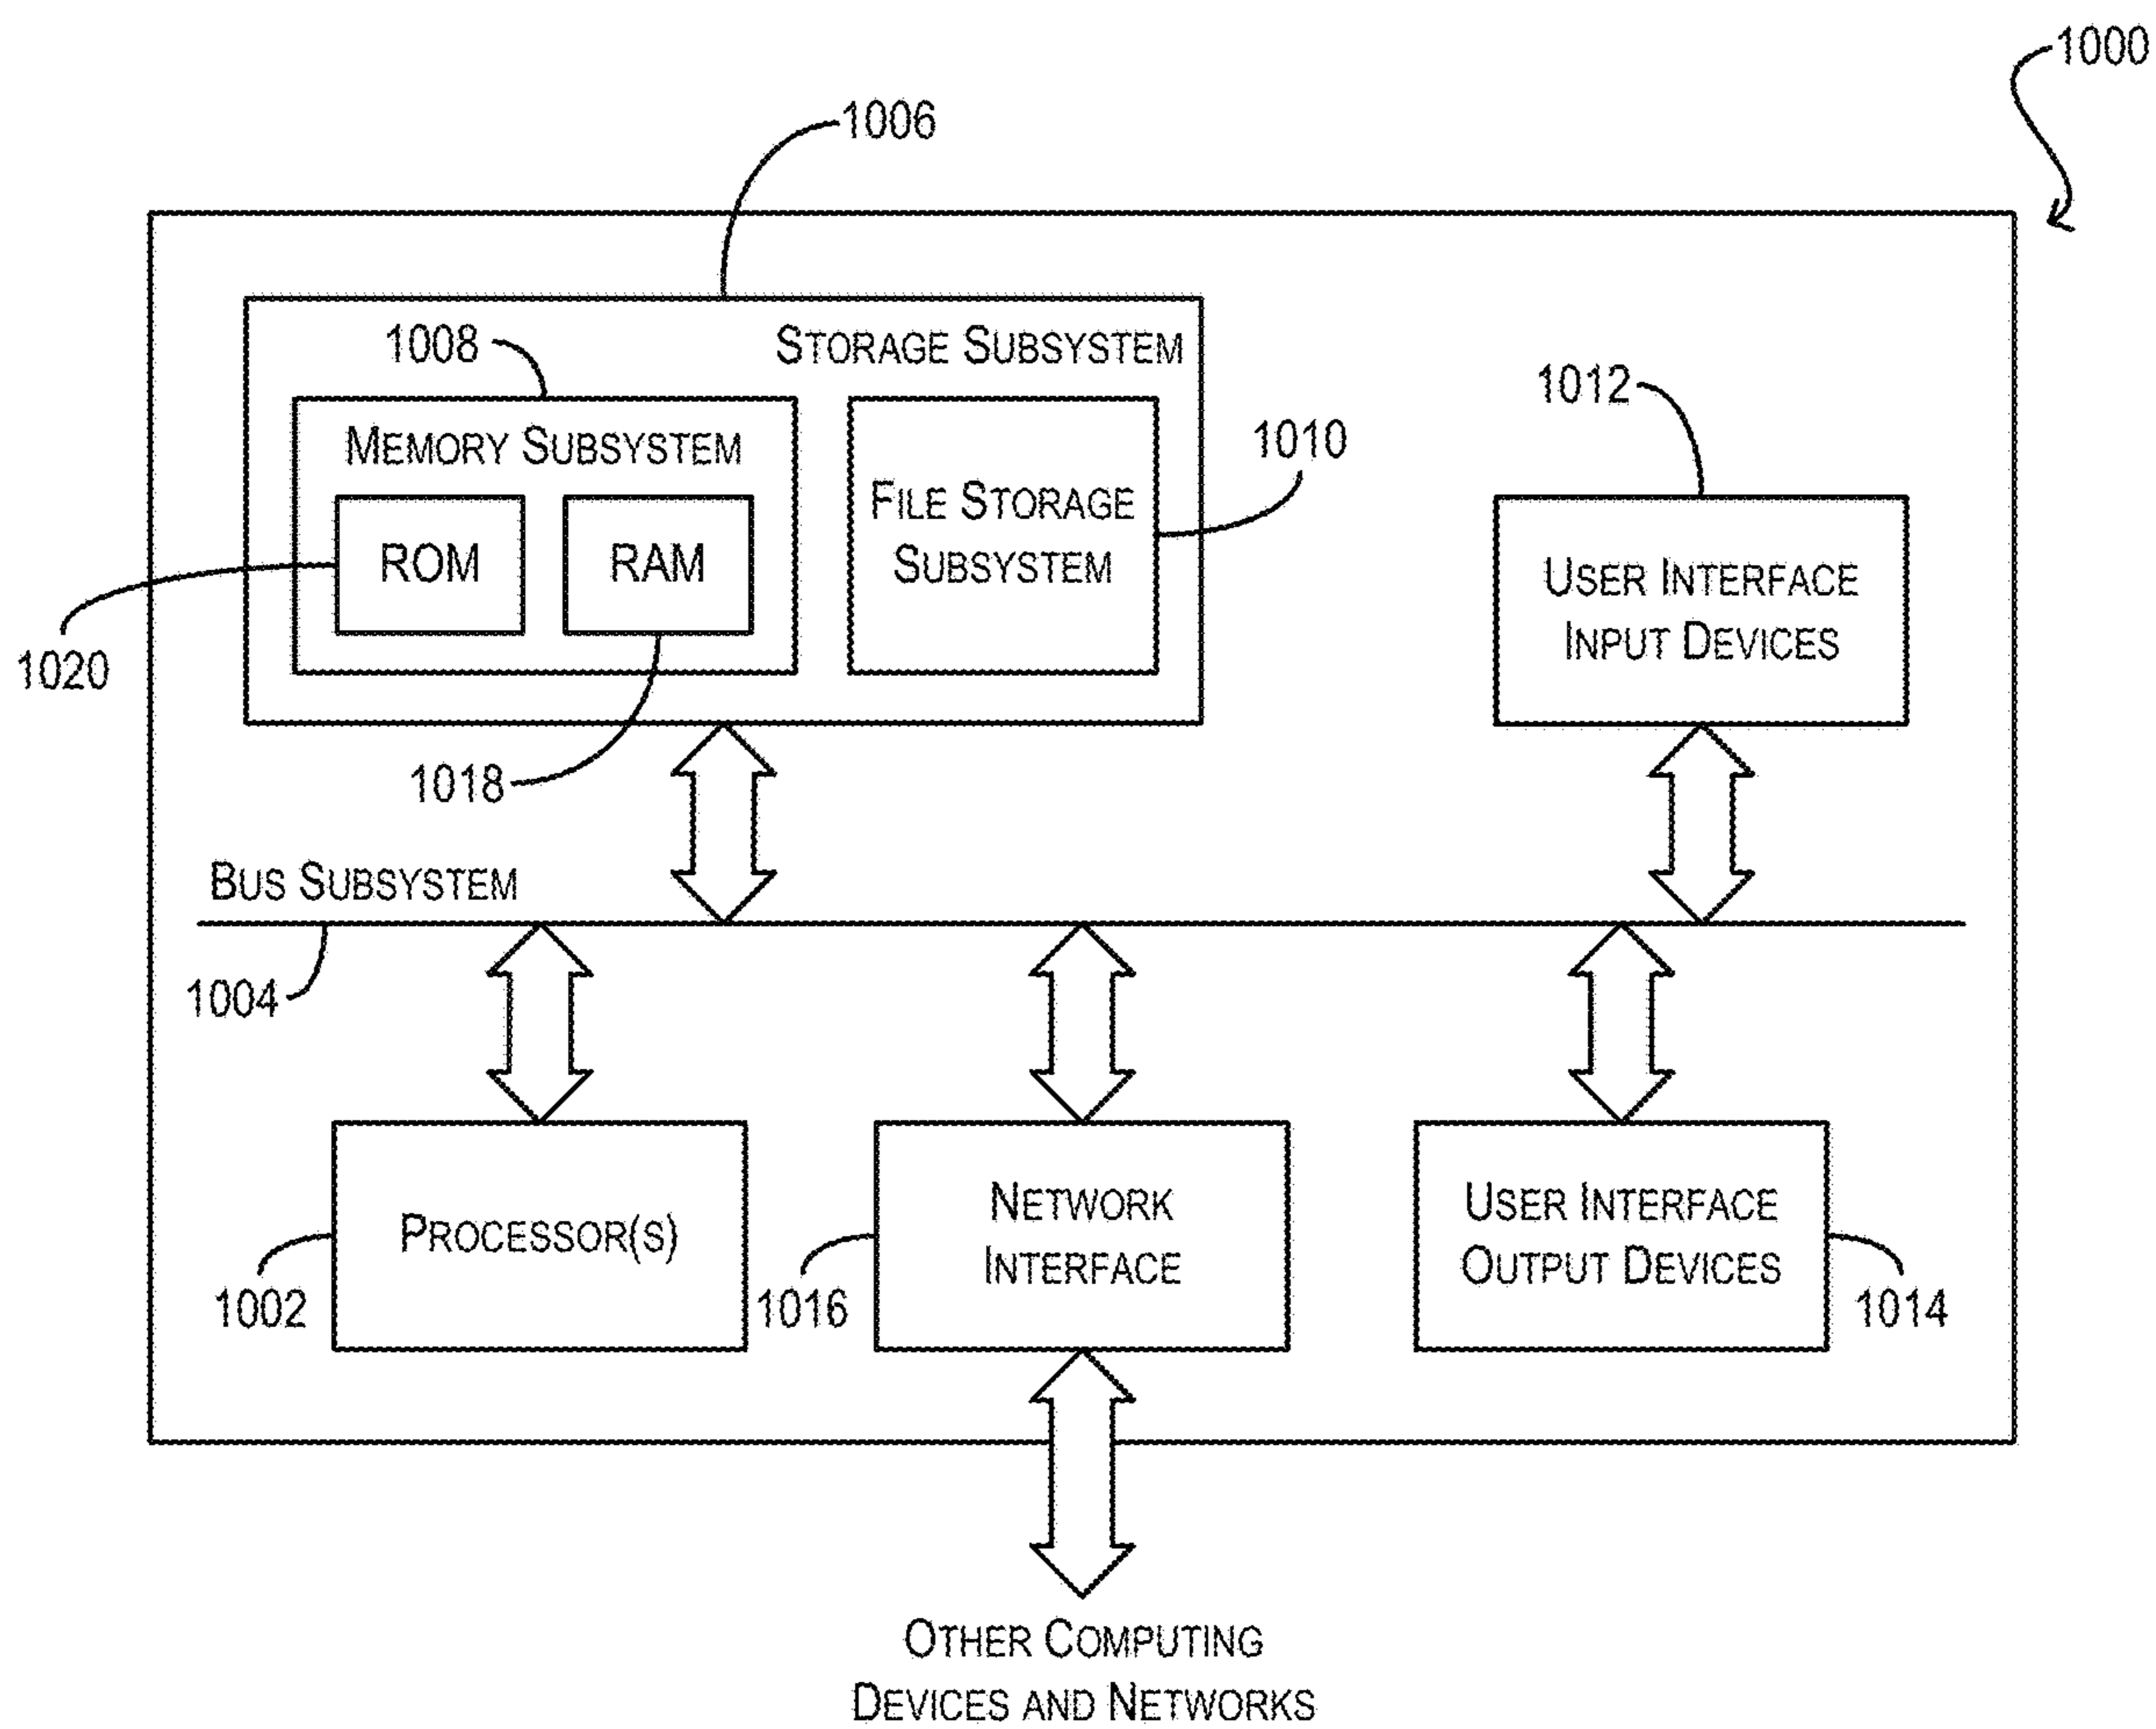 1000
1006
STORAGE SUBSYSTEM
1008
1012
MEMORY SUBSYSTEM
1010
FILE STORAGE
SUBSYSTEM
ROM
RAM
USER INTERFACE
INPUT DEVICES
1020
1018
BUS SUBSYSTEM
1004
PROCESSOR(S)
NETWORK
INTERFACE
USER INTERFACE
OUTPUT DEVICES
1002
1016
1014
OTHER COMPUTING
DEVICES AND NETWORKS